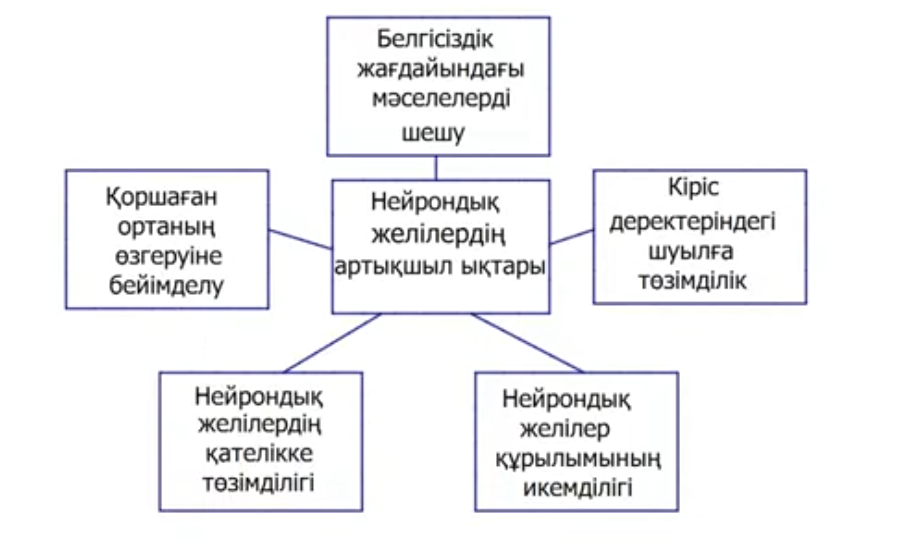 Белгісіздік
жағдайындағы
мәселелерді
шешу
Қоршаған
ортаның
өзгеруіне
бейімделу
Нейрондық
желілердің
артықшыл ықтары
Кіріс
деректеріндегі
шуылға
төзімділік
Нейрондық
желілердің
қателікке
төзімділігі
Нейрондық
желілер
құрылымының
икемділігі